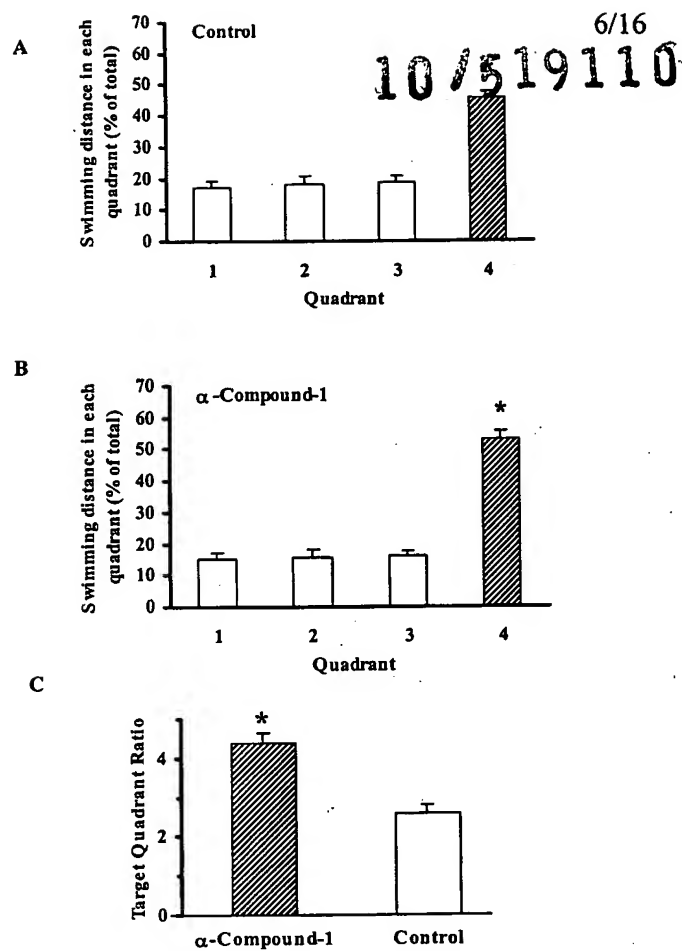 6/16
10/519110
A
Control
Swimming distance in each
quadrant (% of total)
70
60
50
40
30
20
10
0
1 2 3 4
Quadrant
B
α-Compound-1
*
Swimming distance in each
quadrant (% of total)
70
60
50
40
30
20
10
0
1 2 3 4
Quadrant
C
*
Target Quadrant Ratio
4
2
0
α-Compound-1 Control